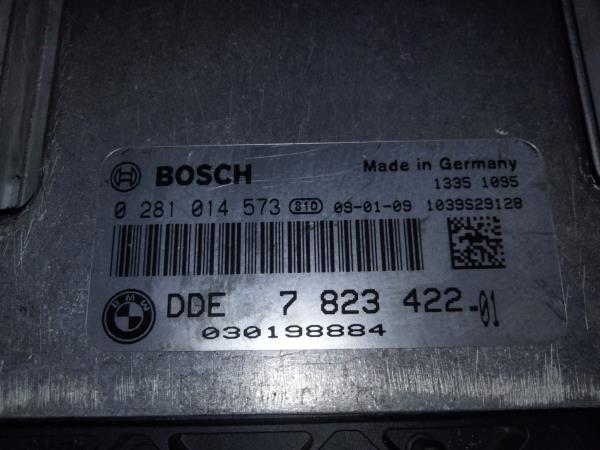 BOSCH Made in Germany
1335 1095
0 281 014 573 810 09-01-09 1039S29128
BMW DDE 7 823 422-01
030198884